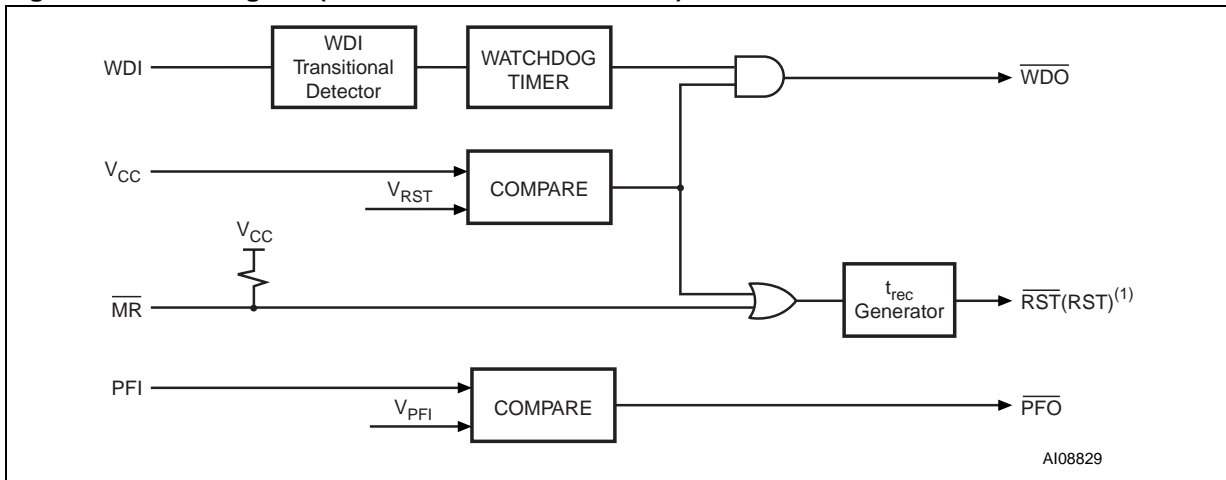 WDI
WDI
Transitional
Detector
WATCHDOG
TIMER
WDO
VCC
VRST
COMPARE
VCC
MR
trec
Generator
RST(RST)(1)
PFI
VPFI
COMPARE
PFO
AI08829